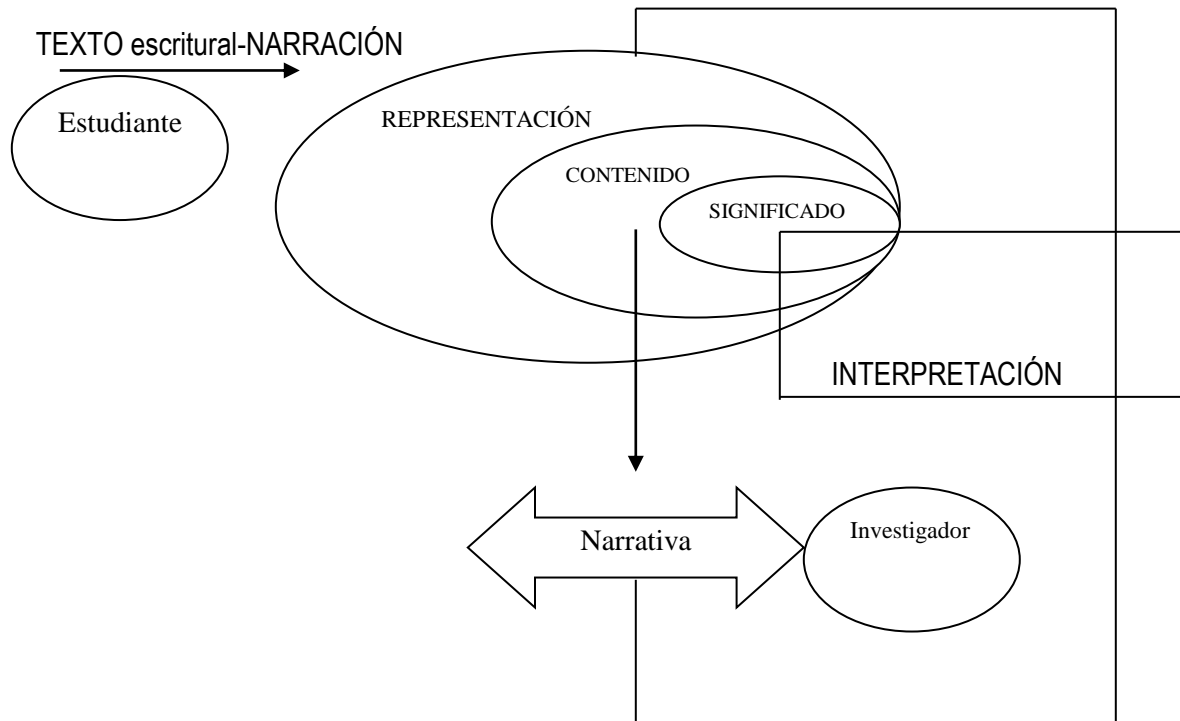 TEXTO escritural-NARRACIÓN
Estudiante
REPRESENTACIÓN
CONTENIDO
SIGNIFICADO
INTERPRETACIÓN
Narrativa
Investigador